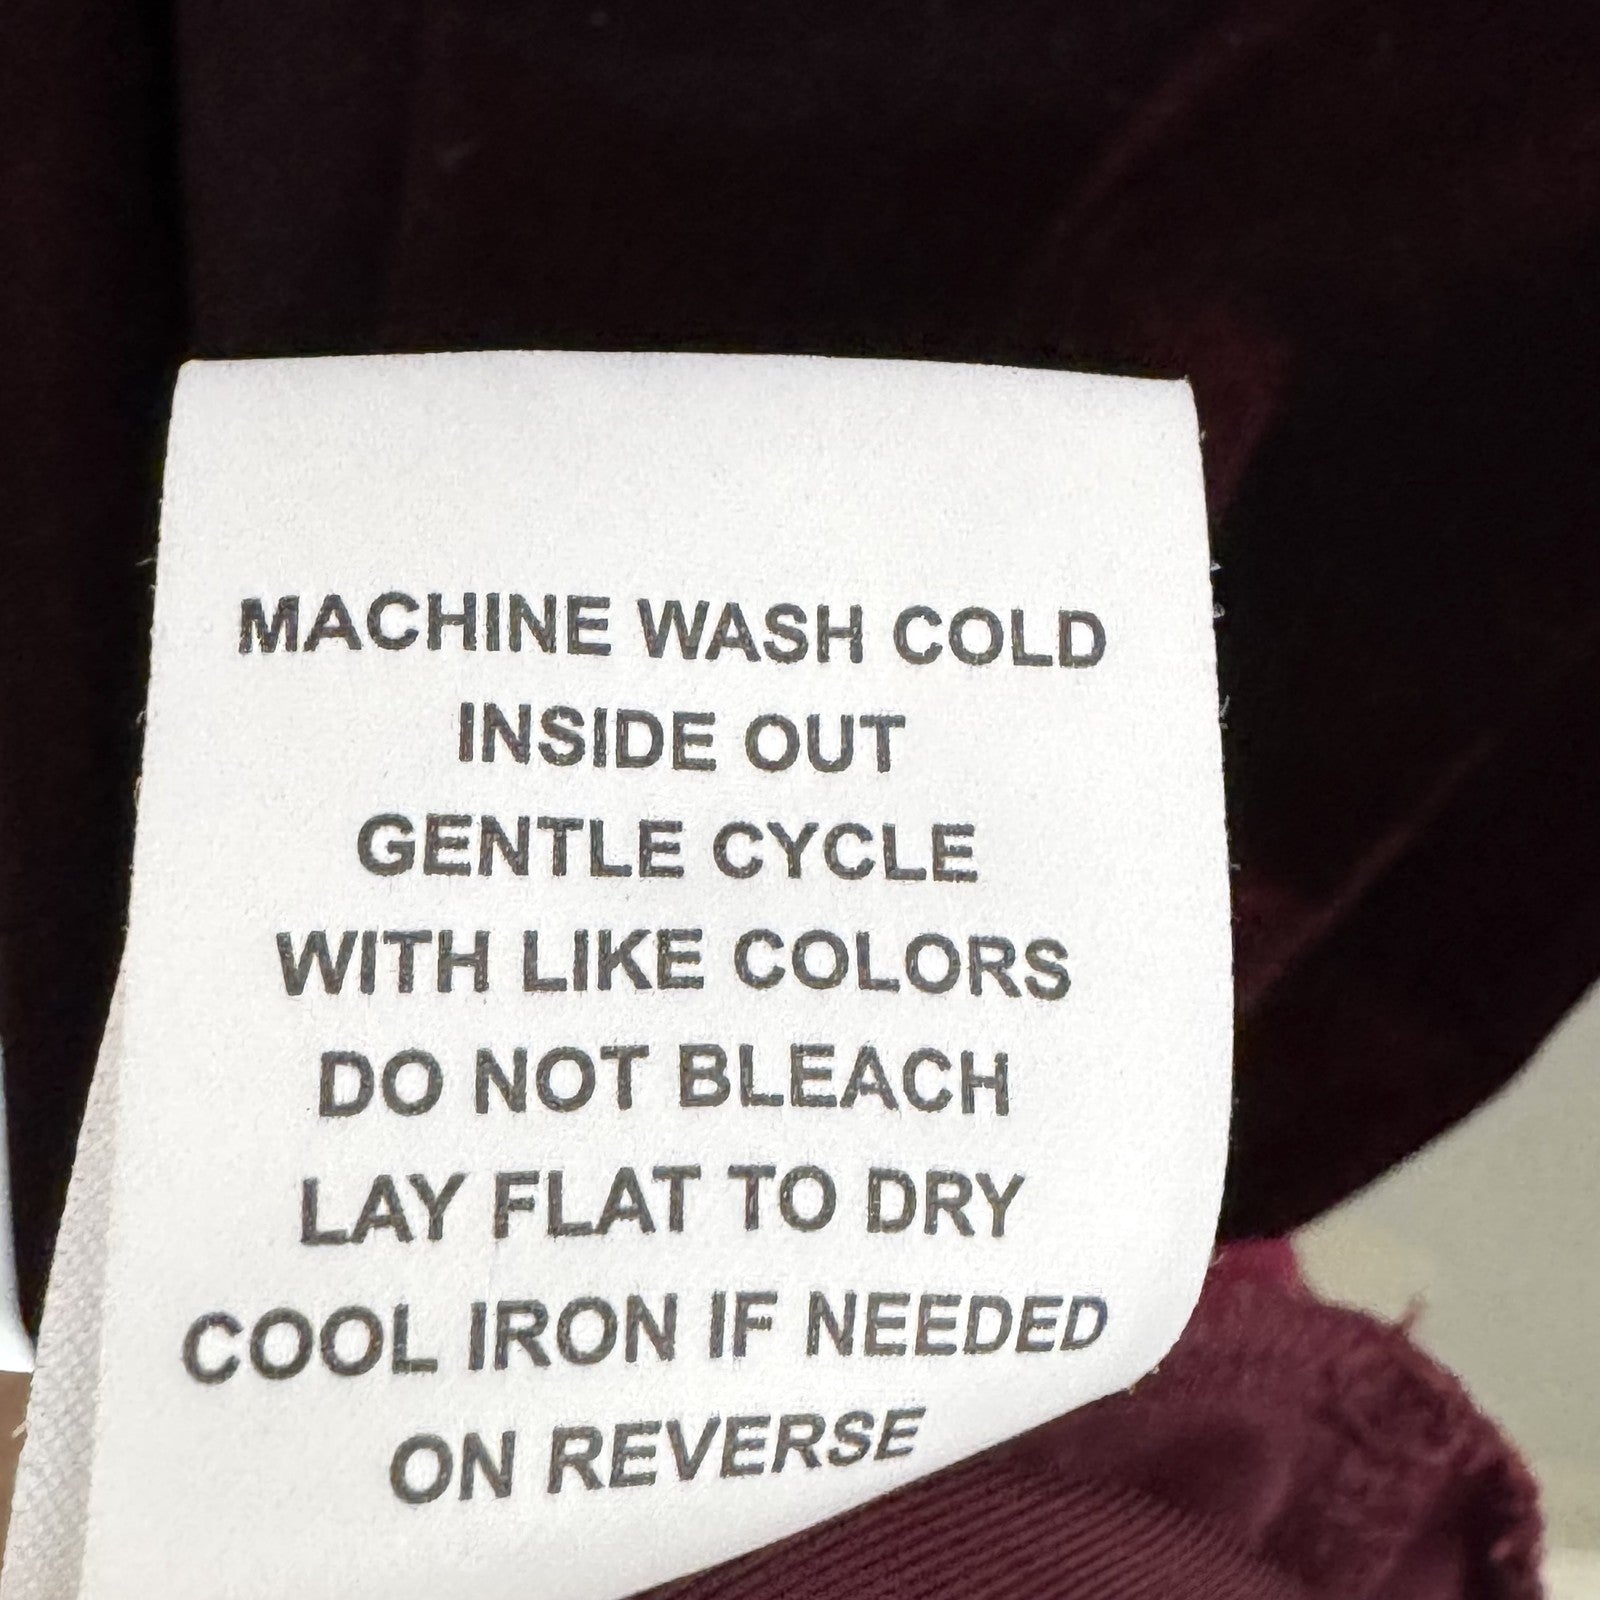 MACHINE WASH COLD
INSIDE OUT
GENTLE CYCLE
WITH LIKE COLORS
DO NOT BLEACH
LAY FLAT TO DRY
COOL IRON IF NEEDED
ON REVERSE